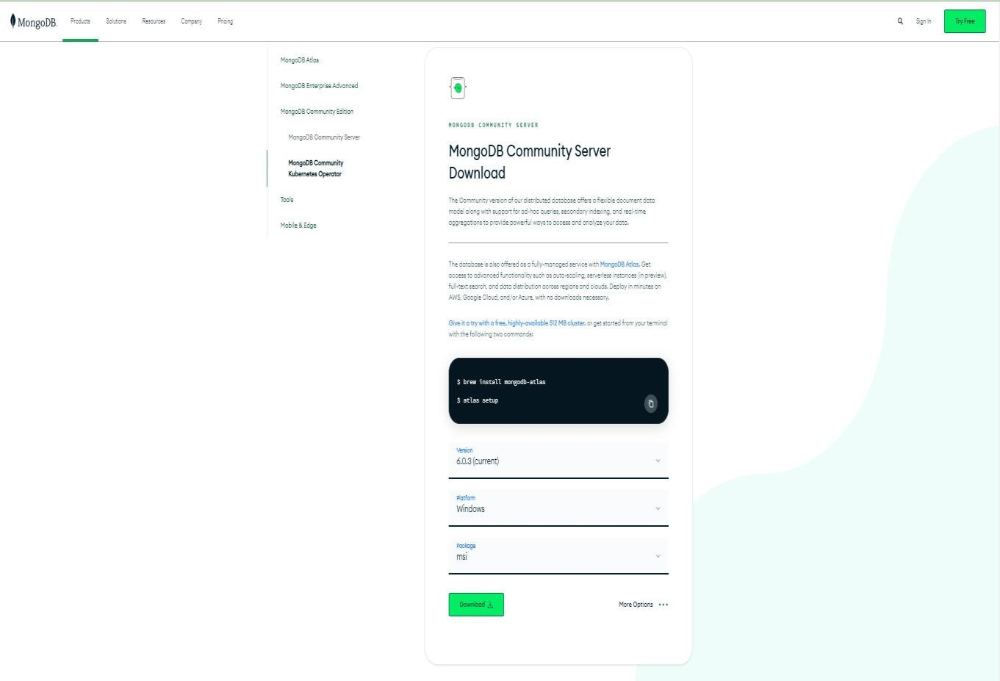 MongoDB.
Products
Solutions
Resources
Company
Pricing
Sign In
Try Free
MongoDB Atlas
MongoDB Enterprise Advanced
MongoDB Community Edition
MongoDB Community Server
MongoDB Community
Kubernetes Operator
Tools
Mobile & Edge
MONGODB COMMUNITY SERVER
MongoDB Community Server
Download
The Community version of our distributed database offers a flexible document data
model along with support for ad-hoc queries, secondary indexing, and real-time
aggregations to provide powerful ways to access and analyze your data.
The database is also offered as a fully-managed service with MongoDB Atlas. Get
access to advanced functionality such as auto-scaling, serverless instances (in preview),
full-text search, and data distribution across regions and clouds. Deploy in minutes on
AWS, Google Cloud, and/or Azure, with no downloads necessary.
Give it a try with a free, highly-available 512 MB cluster. or get started from your terminal
with the following two commands:
$ brew install mongodb-atlas
$ atlas setup
Version
6.0.3 (current)
Platform
Windows
Package
msi
Download
More Options